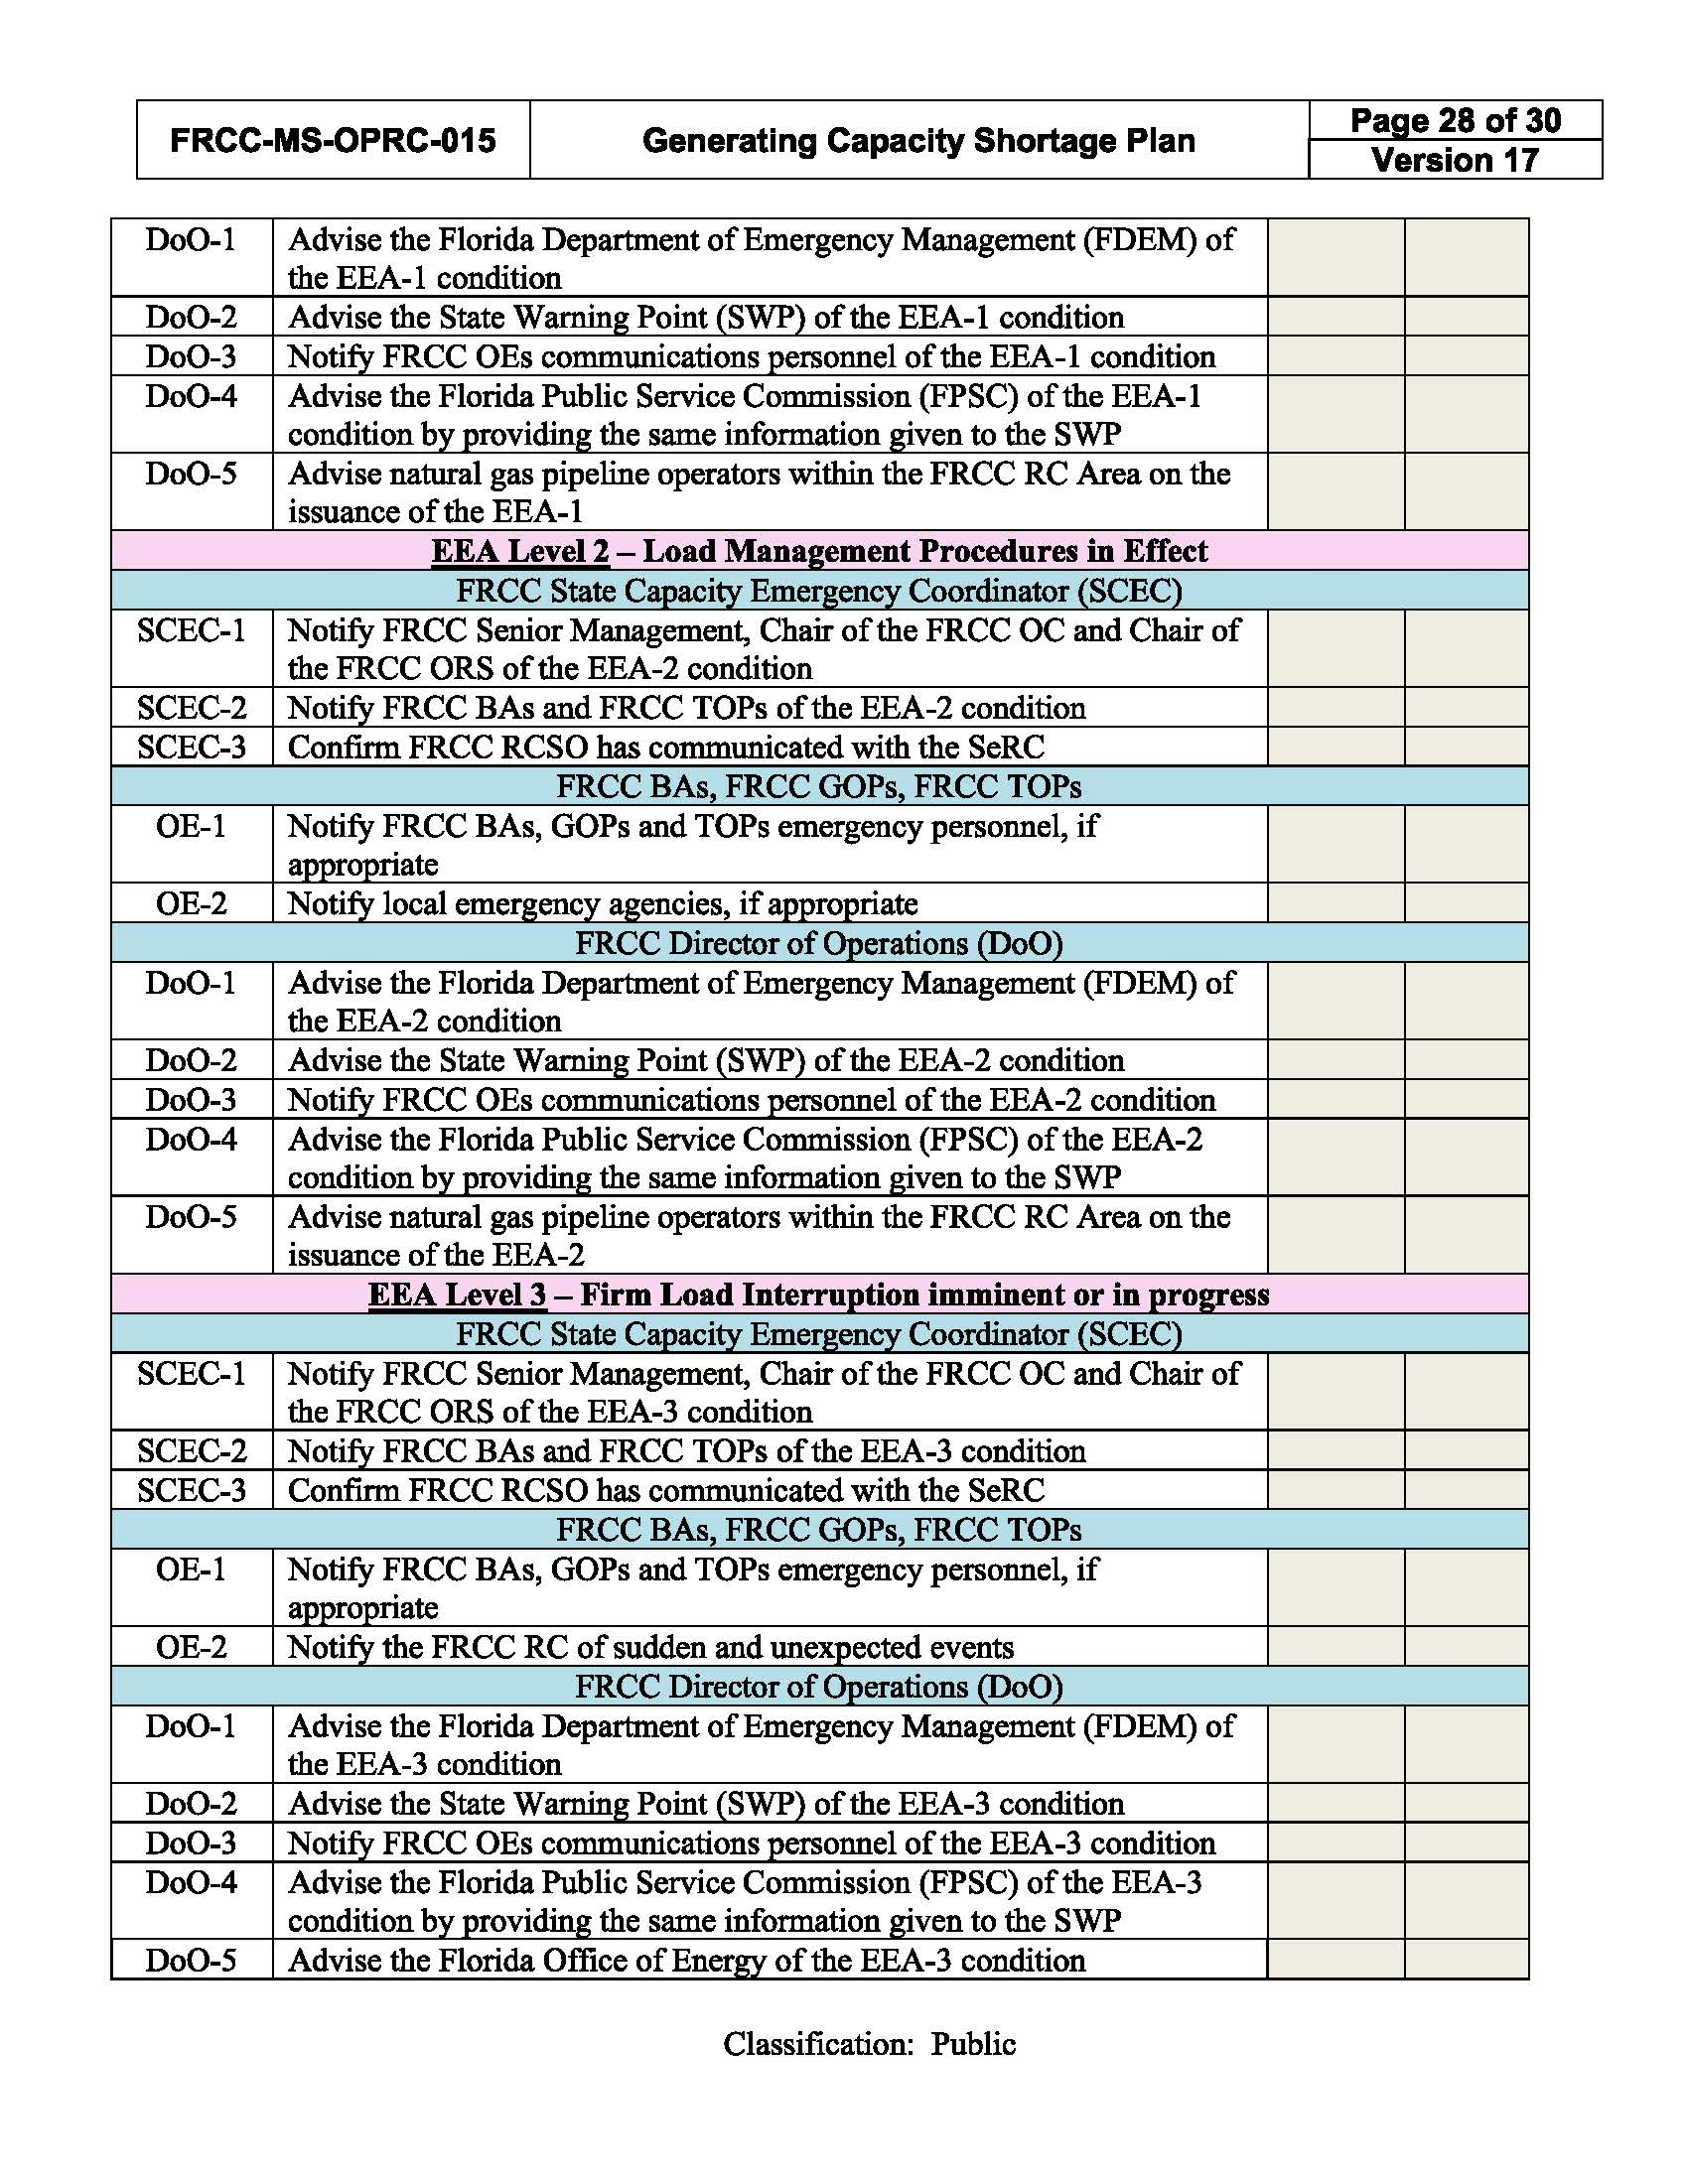 FRCC-MS-OPRC-015
Generating Capacity Shortage Plan
Page 28 of 30
Version 17
DoO-1 Advise the Florida Department of Emergency Management (FDEM) of
the EEA-1 condition
DoO-2 Advise the State Warning Point (SWP) of the EEA-1 condition
DoO-3 Notify FRCC OEs communications personnel of the EEA-1 condition
DoO-4 Advise the Florida Public Service Commission (FPSC) of the EEA-1
condition by providing the same information given to the SWP
DoO-5 Advise natural gas pipeline operators within the FRCC RC Area on the
issuance of the EEA-1
EEA Level 2 – Load Management Procedures in Effect
FRCC State Capacity Emergency Coordinator (SCEC)
SCEC-1 Notify FRCC Senior Management, Chair of the FRCC OC and Chair of
the FRCC ORS of the EEA-2 condition
SCEC-2 Notify FRCC BAs and FRCC TOPs of the EEA-2 condition
SCEC-3 Confirm FRCC RCSO has communicated with the SeRC
FRCC BAs, FRCC GOPs, FRCC TOPs
OE-1 Notify FRCC BAs, GOPs and TOPs emergency personnel, if
appropriate
OE-2 Notify local emergency agencies, if appropriate
FRCC Director of Operations (DoO)
DoO-1 Advise the Florida Department of Emergency Management (FDEM) of
the EEA-2 condition
DoO-2 Advise the State Warning Point (SWP) of the EEA-2 condition
DoO-3 Notify FRCC OEs communications personnel of the EEA-2 condition
DoO-4 Advise the Florida Public Service Commission (FPSC) of the EEA-2
condition by providing the same information given to the SWP
DoO-5 Advise natural gas pipeline operators within the FRCC RC Area on the
issuance of the EEA-2
EEA Level 3 – Firm Load Interruption imminent or in progress
FRCC State Capacity Emergency Coordinator (SCEC)
SCEC-1 Notify FRCC Senior Management, Chair of the FRCC OC and Chair of
the FRCC ORS of the EEA-3 condition
SCEC-2 Notify FRCC BAs and FRCC TOPs of the EEA-3 condition
SCEC-3 Confirm FRCC RCSO has communicated with the SeRC
FRCC BAs, FRCC GOPs, FRCC TOPs
OE-1 Notify FRCC BAs, GOPs and TOPs emergency personnel, if
appropriate
OE-2 Notify the FRCC RC of sudden and unexpected events
FRCC Director of Operations (DoO)
DoO-1 Advise the Florida Department of Emergency Management (FDEM) of
the EEA-3 condition
DoO-2 Advise the State Warning Point (SWP) of the EEA-3 condition
DoO-3 Notify FRCC OEs communications personnel of the EEA-3 condition
DoO-4 Advise the Florida Public Service Commission (FPSC) of the EEA-3
condition by providing the same information given to the SWP
DoO-5 Advise the Florida Office of Energy of the EEA-3 condition
Classification: Public